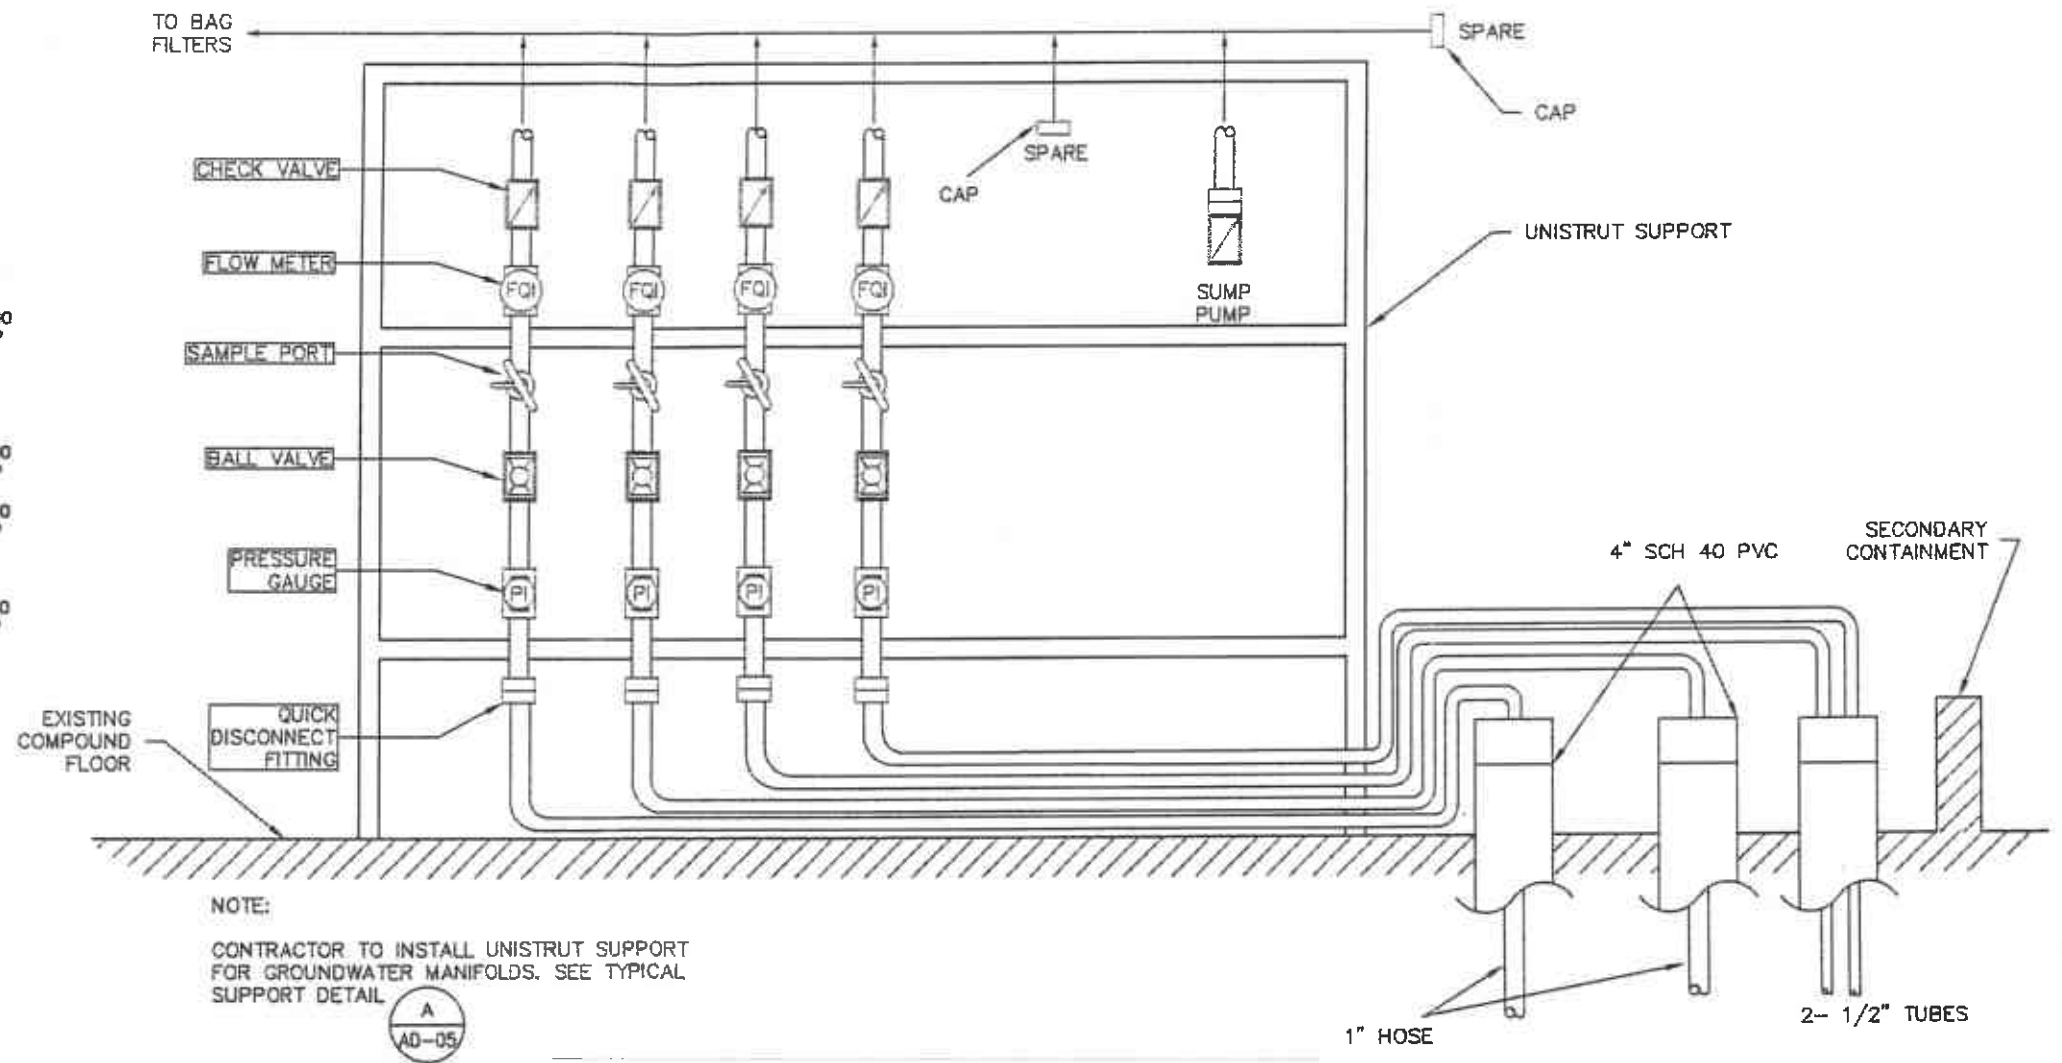 TO BAG
FILTERS
SPARE
CAP
SPARE
CAP
CHECK VALVE
FLOW METER
SAMPLE PORT
BALL VALVE
PRESSURE
GAUGE
QUICK
DISCONNECT
FITTING
EXISTING
COMPOUND
FLOOR
FQI
FQI
FQI
FQI
PI
PI
PI
PI
SUMP
PUMP
UNISTRUT SUPPORT
4" SCH 40 PVC
SECONDARY
CONTAINMENT
NOTE:
CONTRACTOR TO INSTALL UNISTRUT SUPPORT
FOR GROUNDWATER MANIFOLDS. SEE TYPICAL
SUPPORT DETAIL
A
AD-05
1" HOSE
2- 1/2" TUBES